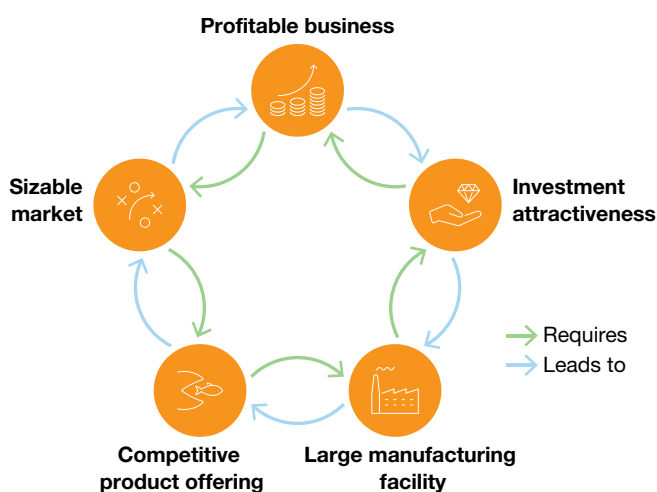 Profitable business
Sizable
market
Investment
attractiveness
Requires
Leads to
Competitive
product offering
Large manufacturing
facility